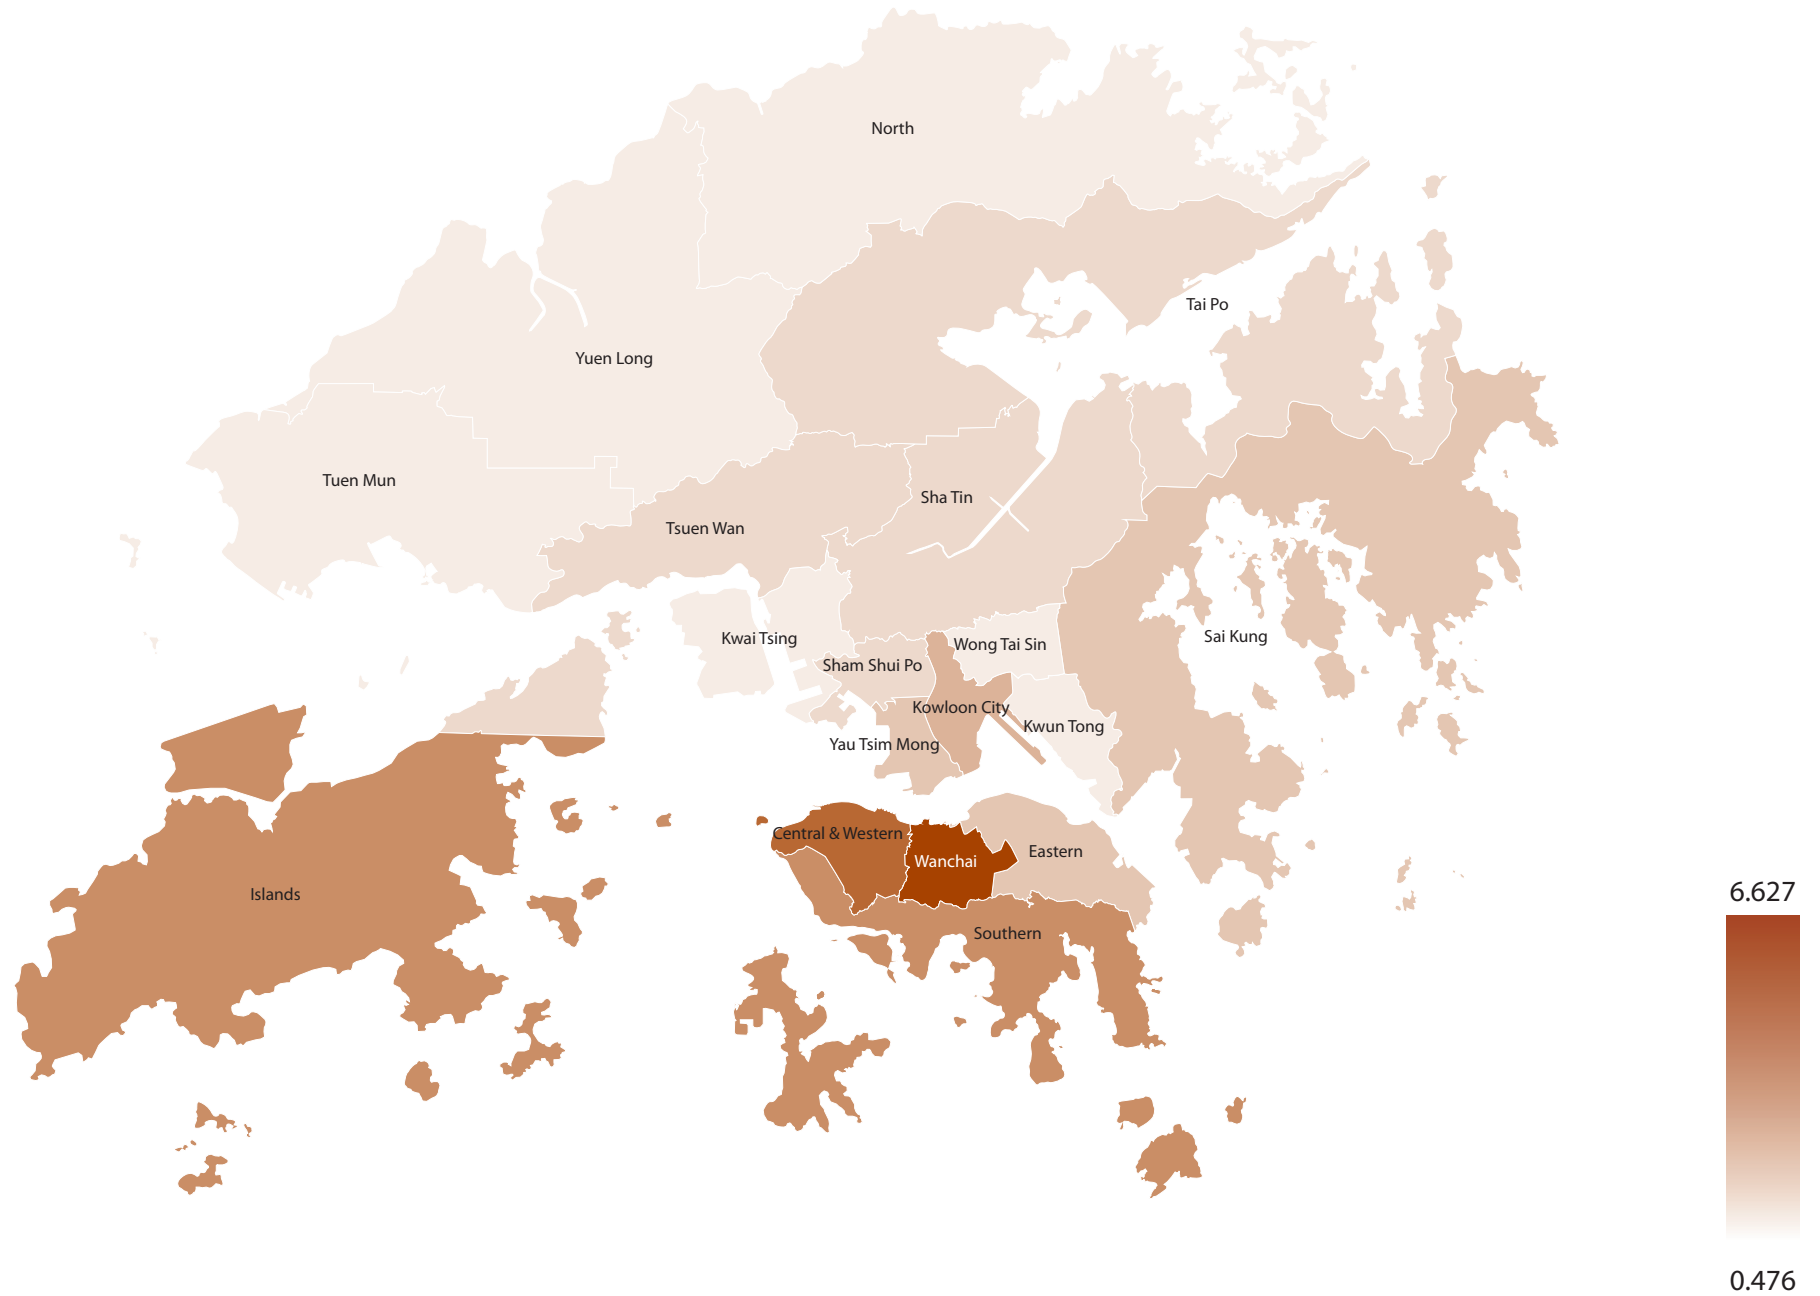 North
Tai Po
Yuen Long
Tuen Mun
Sha Tin
Tsuen Wan
Kwai Tsing
Wong Tai Sin
Sai Kung
Sham Shui Po
Kowloon City
Kwun Tong
Yau Tsim Mong
Central & Western
Wanchai
Eastern
Islands
Southern
6.627
0.476